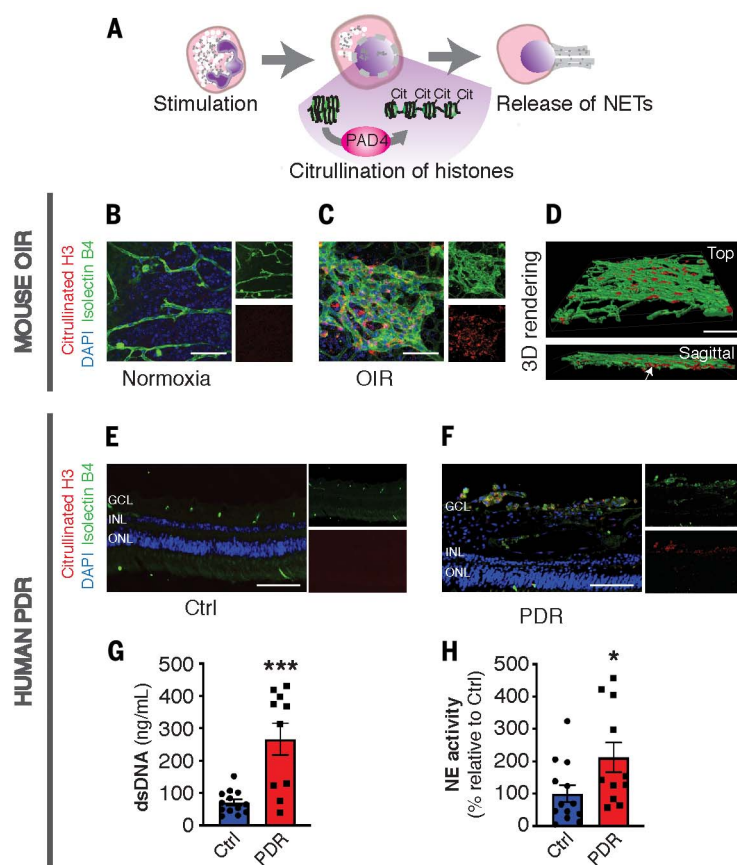 A
Stimulation
Release of NETs
Cit Cit Cit Cit
PAD4
Citrullination of histones
MOUSE OIR
Citrullinated H3
DAPI Isolectin B4
B
Normoxia
C
OIR
D
3D rendering
Top
Sagittal
HUMAN PDR
Citrullinated H3
DAPI Isolectin B4
E
GCL
INL
ONL
Ctrl
F
GCL
INL
ONL
PDR
G
dsDNA (ng/mL)
500
400
300
200
100
0
***
Ctrl
PDR
H
NE activity
(% relative to Ctrl)
500
400
300
200
100
0
*
Ctrl
PDR